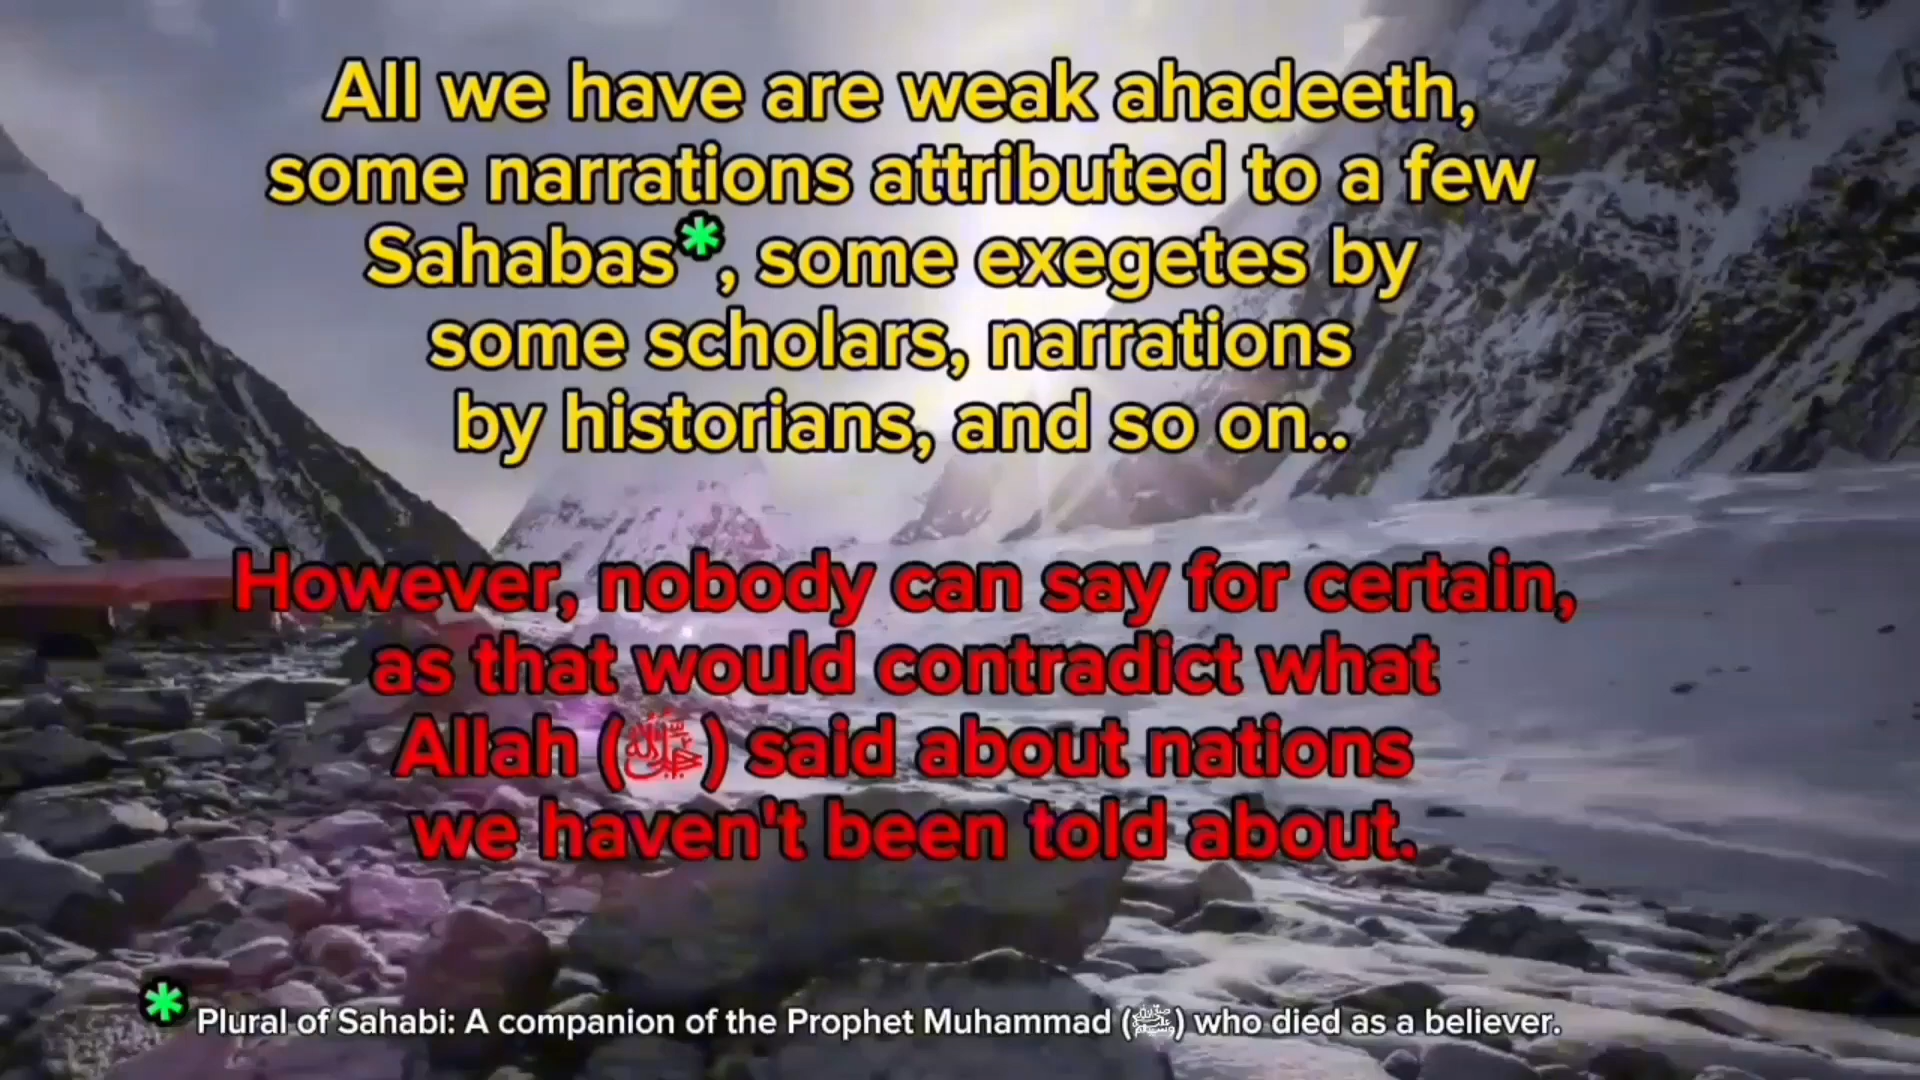 All we have are weak ahadeeth,
some narrations attributed to a few
Sahabas*, some exegetes by
some scholars, narrations
by historians, and so on..
However, nobody can say for certain,
as that would contradict what
Allah (ﷻ) said about nations
we haven't been told about.
* Plural of Sahabi: A companion of the Prophet Muhammad (ﷺ) who died as a believer.